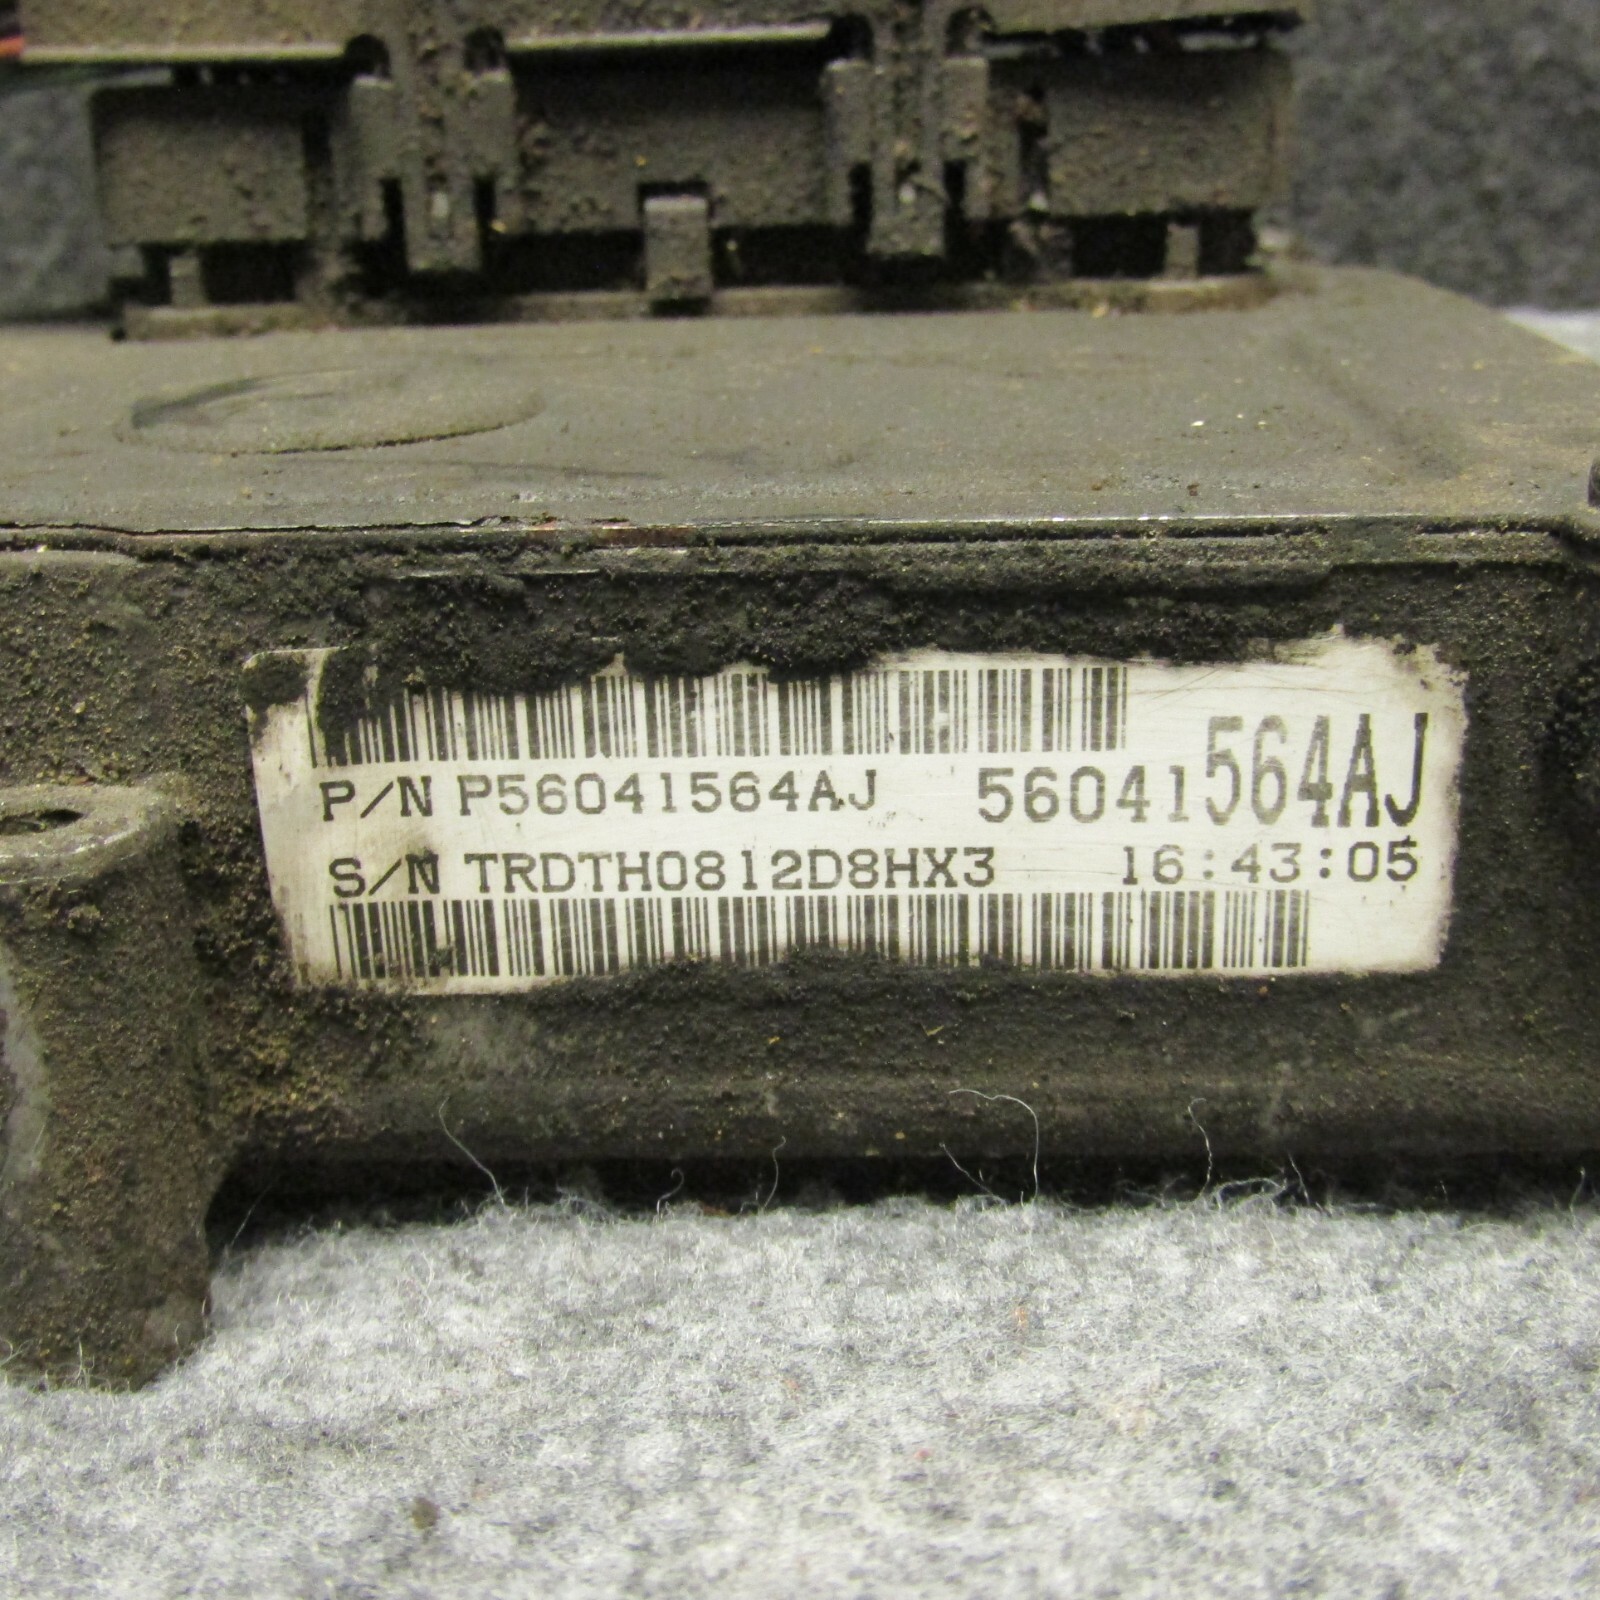 P/N P56041564AJ 56041564AJ
S/N TRDTH0812D8HX3 16:43:05